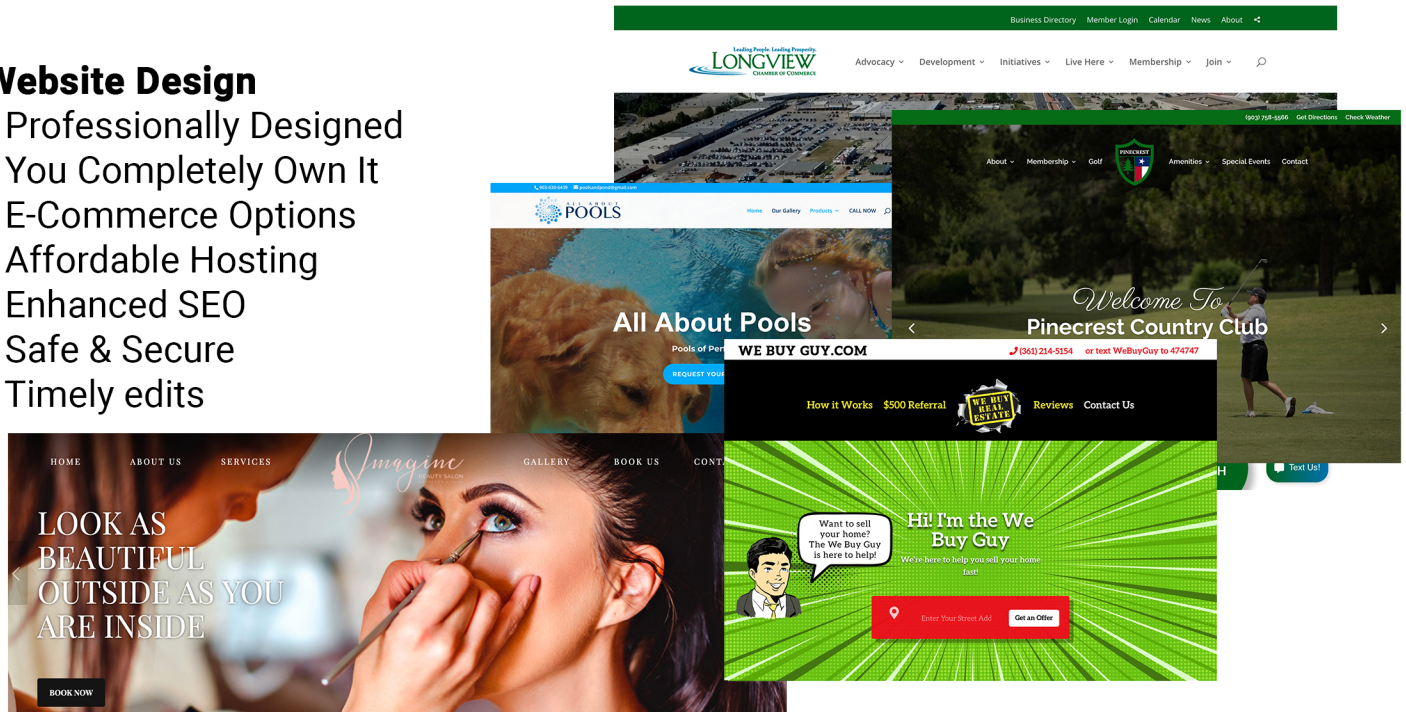 Website Design
Professionally Designed
You Completely Own It
E-Commerce Options
Affordable Hosting
Enhanced SEO
Safe & Secure
Timely edits
Business Directory Member Login Calendar News About
Leading People. Leading Prosperity.
LONGVIEW
CHAMBER OF COMMERCE
Advocacy Development Initiatives Live Here Membership Join
(903) 758-5566 Get Directions Check Weather
About Membership Golf
PINECREST
Amenities Special Events Contact
Welcome To
Pinecrest Country Club
H
Text Us!
903-630-6439 poolsandpond@gmail.com
ALL ABOUT
POOLS
Home Our Gallery Products CALL NOW
All About Pools
Pools of Per
REQUEST YOUR
WE BUY GUY.COM
(361) 214-5154 or text WeBuyGuy to 474747
How it Works $500 Referral
WE BUY
REAL
ESTATE
Reviews Contact Us
Want to sell
your home?
The We Buy Guy
is here to help!
Hi! I'm the We
Buy Guy
We're here to help you sell your home
fast!
Enter Your Street Add
Get an Offer
HOME ABOUT US SERVICES
Imagine
BEAUTY SALON
GALLERY BOOK US CONTA
LOOK AS
BEAUTIFUL
OUTSIDE AS YOU
ARE INSIDE
BOOK NOW